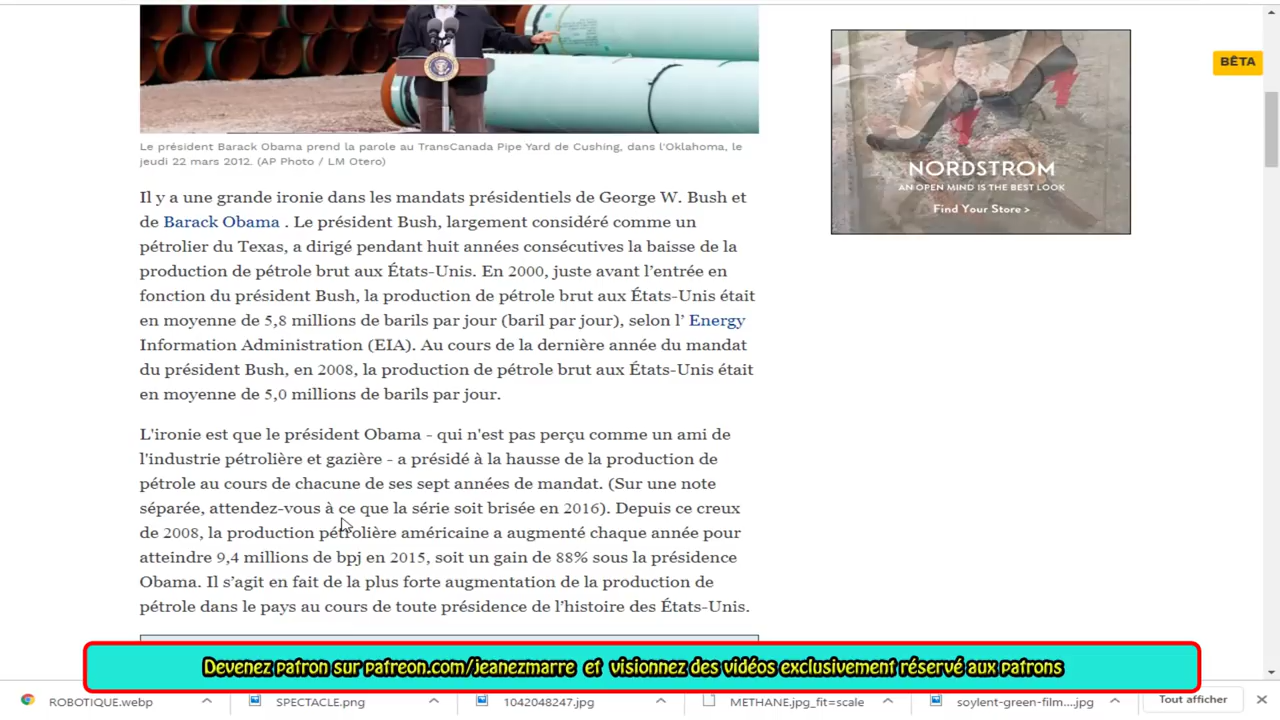 BÊTA
NORDSTROM
AN OPEN MIND IS THE BEST LOOK
Find Your Store >
Le président Barack Obama prend la parole au TransCanada Pipe Yard de Cushing, dans l'Oklahoma, le
jeudi 22 mars 2012. (AP Photo / LM Otero)
Il y a une grande ironie dans les mandats présidentiels de George W. Bush et
de Barack Obama . Le président Bush, largement considéré comme un
pétrolier du Texas, a dirigé pendant huit années consécutives la baisse de la
production de pétrole brut aux États-Unis. En 2000, juste avant l’entrée en
fonction du président Bush, la production de pétrole brut aux États-Unis était
en moyenne de 5,8 millions de barils par jour (baril par jour), selon l’ Energy
Information Administration (EIA). Au cours de la dernière année du mandat
du président Bush, en 2008, la production de pétrole brut aux États-Unis était
en moyenne de 5,0 millions de barils par jour.
L'ironie est que le président Obama - qui n'est pas perçu comme un ami de
l'industrie pétrolière et gazière - a présidé à la hausse de la production de
pétrole au cours de chacune de ses sept années de mandat. (Sur une note
séparée, attendez-vous à ce que la série soit brisée en 2016). Depuis ce creux
de 2008, la production pétrolière américaine a augmenté chaque année pour
atteindre 9,4 millions de bpj en 2015, soit un gain de 88% sous la présidence
Obama. Il s’agit en fait de la plus forte augmentation de la production de
pétrole dans le pays au cours de toute présidence de l’histoire des États-Unis.
Devenez patron sur patreon.com/jeanezmarre et visionnez des vidéos exclusivement réservé aux patrons
ROBOTIQUE.webp
SPECTACLE.png
1042048247.jpg
METHANE.jpg_fit=scale
soylent-green-film....jpg
Tout afficher